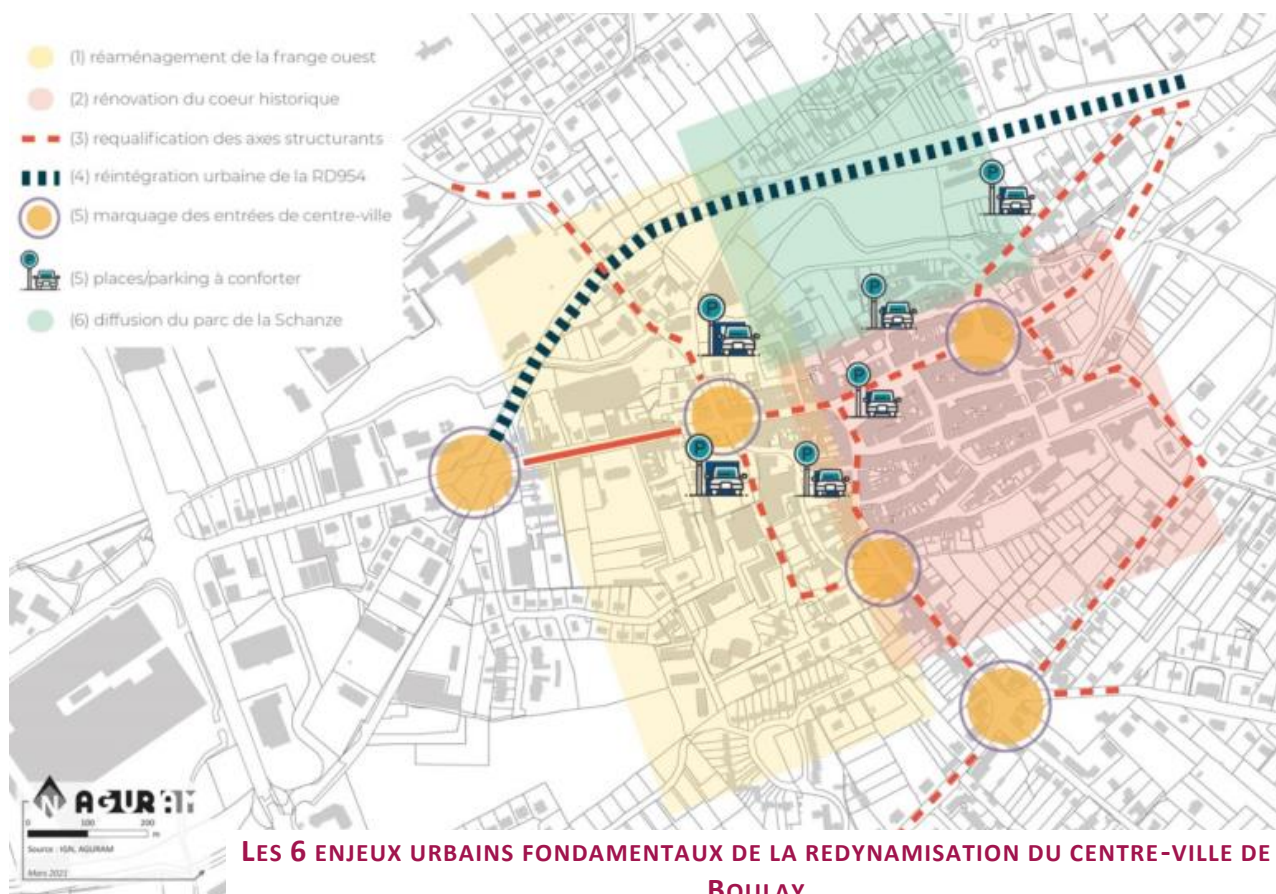 (1) réaménagement de la frange ouest
(2) rénovation du coeur historique
(3) requalification des axes structurants
(4) réintégration urbaine de la RD954
(5) marquage des entrées de centre-ville
P
(5) places/parking à conforter
(6) diffusion du parc de la Schanze
P
P
P
P
P
P
N
AGURAM
0 100 200
m
Source : IGN, AGURAM
Mars 2021
LES 6 ENJEUX URBAINS FONDAMENTAUX DE LA REDYNAMISATION DU CENTRE-VILLE DE
BOULAY